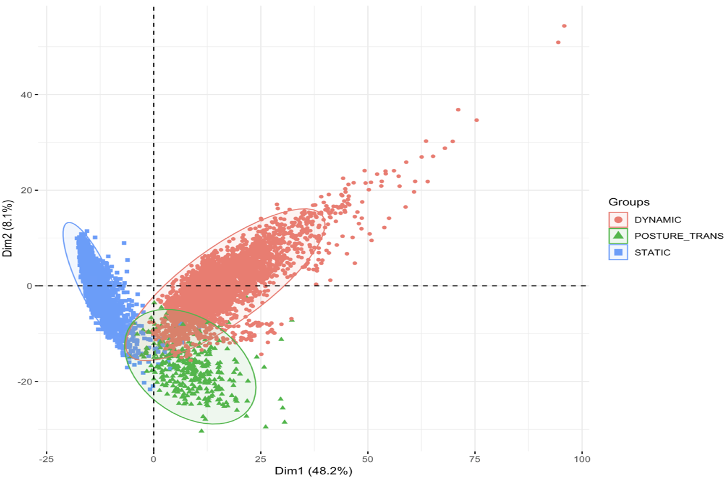 Dim2 (8.1%)
40
20
0
-20
-25
0
25
50
75
100
Dim1 (48.2%)
Groups
DYNAMIC
POSTURE_TRANS
STATIC